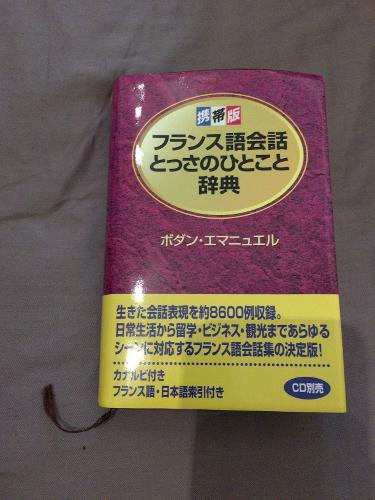 携帯版
フランス語会話
とっさのひとこと
辞典
ボダン・エマニュエル
生きた会話表現を約8600例収録。
日常生活から留学・ビジネス・観光まであらゆる
シーンに対応するフランス語会話集の決定版!
カナルビ付き
フランス語・日本語索引付き
CD別売